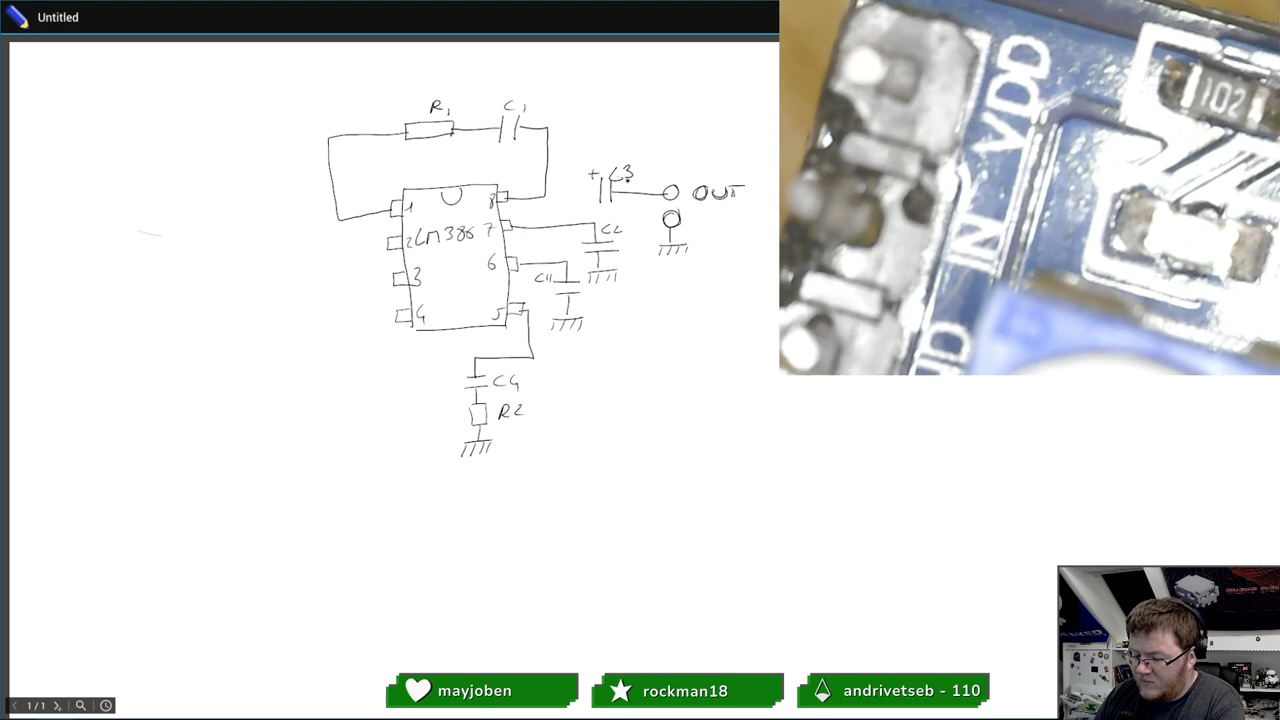 Untitled
R1
C1
+
C3
OUT
1
8
2
LM386
7
C2
3
6
C11
4
5
C4
R2
VDD
IN
102
1/1
mayjoben
rockman18
andrivetseb - 110